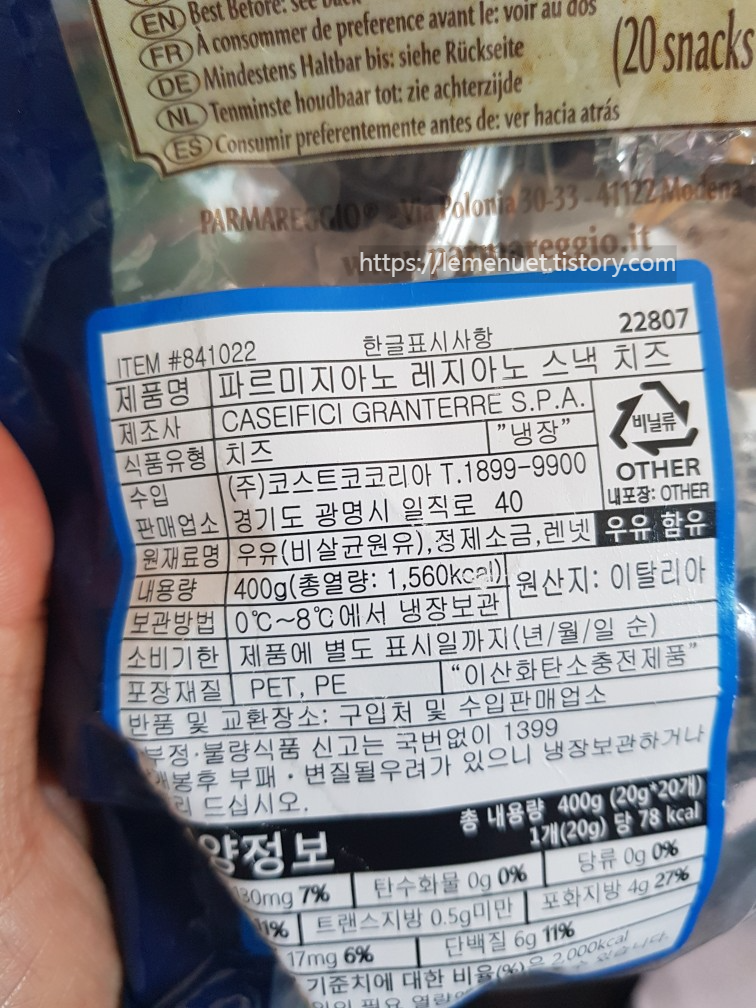 EN Best Before:
FR À consommer de preference avant le: voir au dos
DE Mindestens Haltbar bis: siehe Rückseite
NL Tenminste houdbaar tot: zie achterzijde
ES Consumir preferentemente antes de: ver hacia atrás
(20 snacks
PARMAREGGIO® Via Polonia 30-33 - 41122 Modena
https://lemenuet.tistory.com
22807
ITEM #841022 한글표시사항
제품명 파르미지아노 레지아노 스낵 치즈
제조사 CASEIFICI GRANTERRE S.P.A.
식품유형 치즈 "냉장"
비닐류
OTHER
내포장: OTHER
수입 (주)코스트코코리아 T.1899-9900
판매업소 경기도 광명시 일직로 40
원재료명 우유(비살균원유),정제소금,렌넷 우유 함유
내용량 400g(총열량: 1,560kcal) 원산지: 이탈리아
보관방법 0℃~8℃에서 냉장보관
소비기한 제품에 별도 표시일까지(년/월/일 순)
포장재질 PET, PE "이산화탄소충전제품"
반품 및 교환장소: 구입처 및 수입판매업소
부정·불량식품 신고는 국번없이 1399
개봉후 부패·변질될우려가 있으니 냉장보관하거나
드십시오.
양정보 총 내용량 400g (20g*20개)
1개(20g) 당 78 kcal
7% 탄수화물 0g 0% 당류 0g 0%
트랜스지방 0.5g미만 포화지방 4g 27%
17mg 6% 단백질 6g 11%
기준치에 대한 비율(%)은 2,000kcal